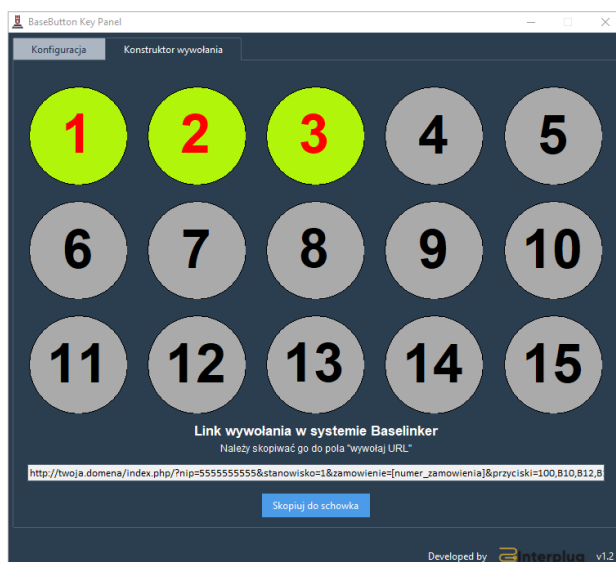 BaseButton Key Panel
Konfiguracja Konstruktor wywołania
1 2 3 4 5
6 7 8 9 10
11 12 13 14 15
Link wywołania w systemie Baselinker
Należy skopiwać go do pola "wywołaj URL"
http://twoja.domena/index.php/?nip=5555555555&stanowisko=1&zamowienie=[numer_zamowienia]&przyciski=100,B10,B12,B
Skopiuj do schowka
Developed by interplug v1.2